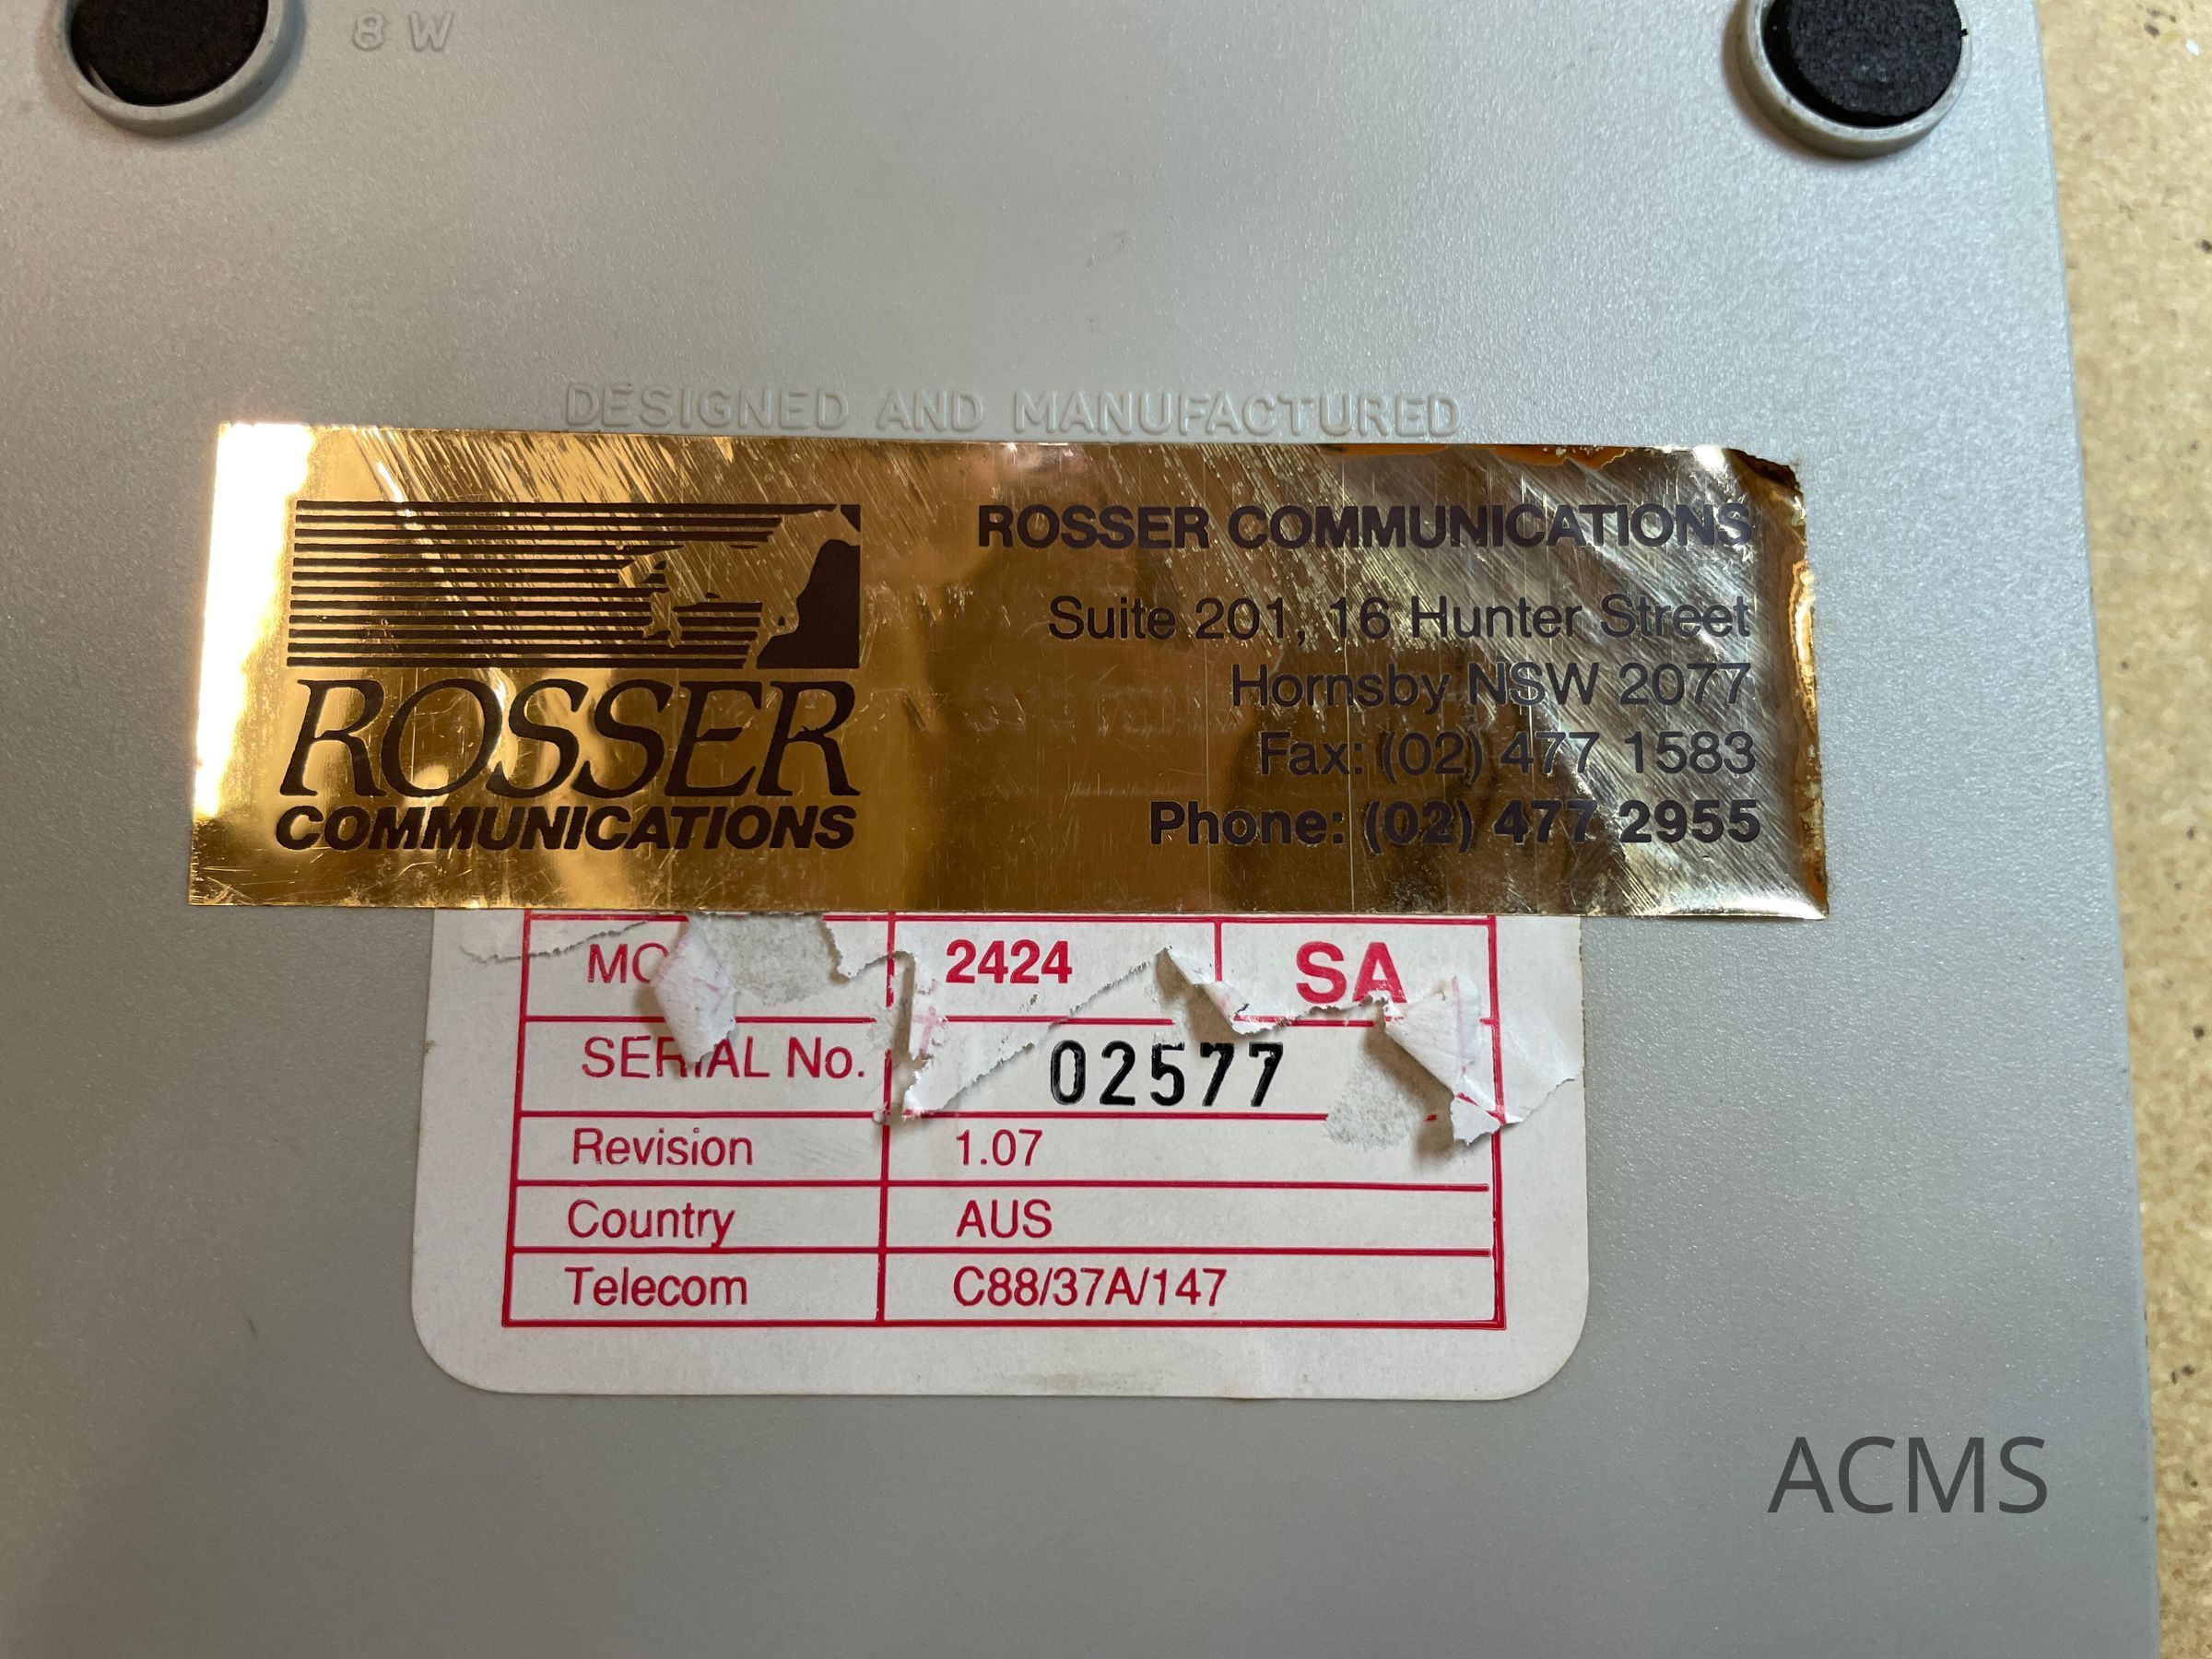 8 W
DESIGNED AND MANUFACTURED
ROSSER
COMMUNICATIONS
ROSSER COMMUNICATIONS
Suite 201, 16 Hunter Street
Hornsby NSW 2077
Fax: (02) 477 1583
Phone: (02) 477 2955
MO 2424 SA
SERIAL No. 02577
Revision 1.07
Country AUS
Telecom C88/37A/147
ACMS